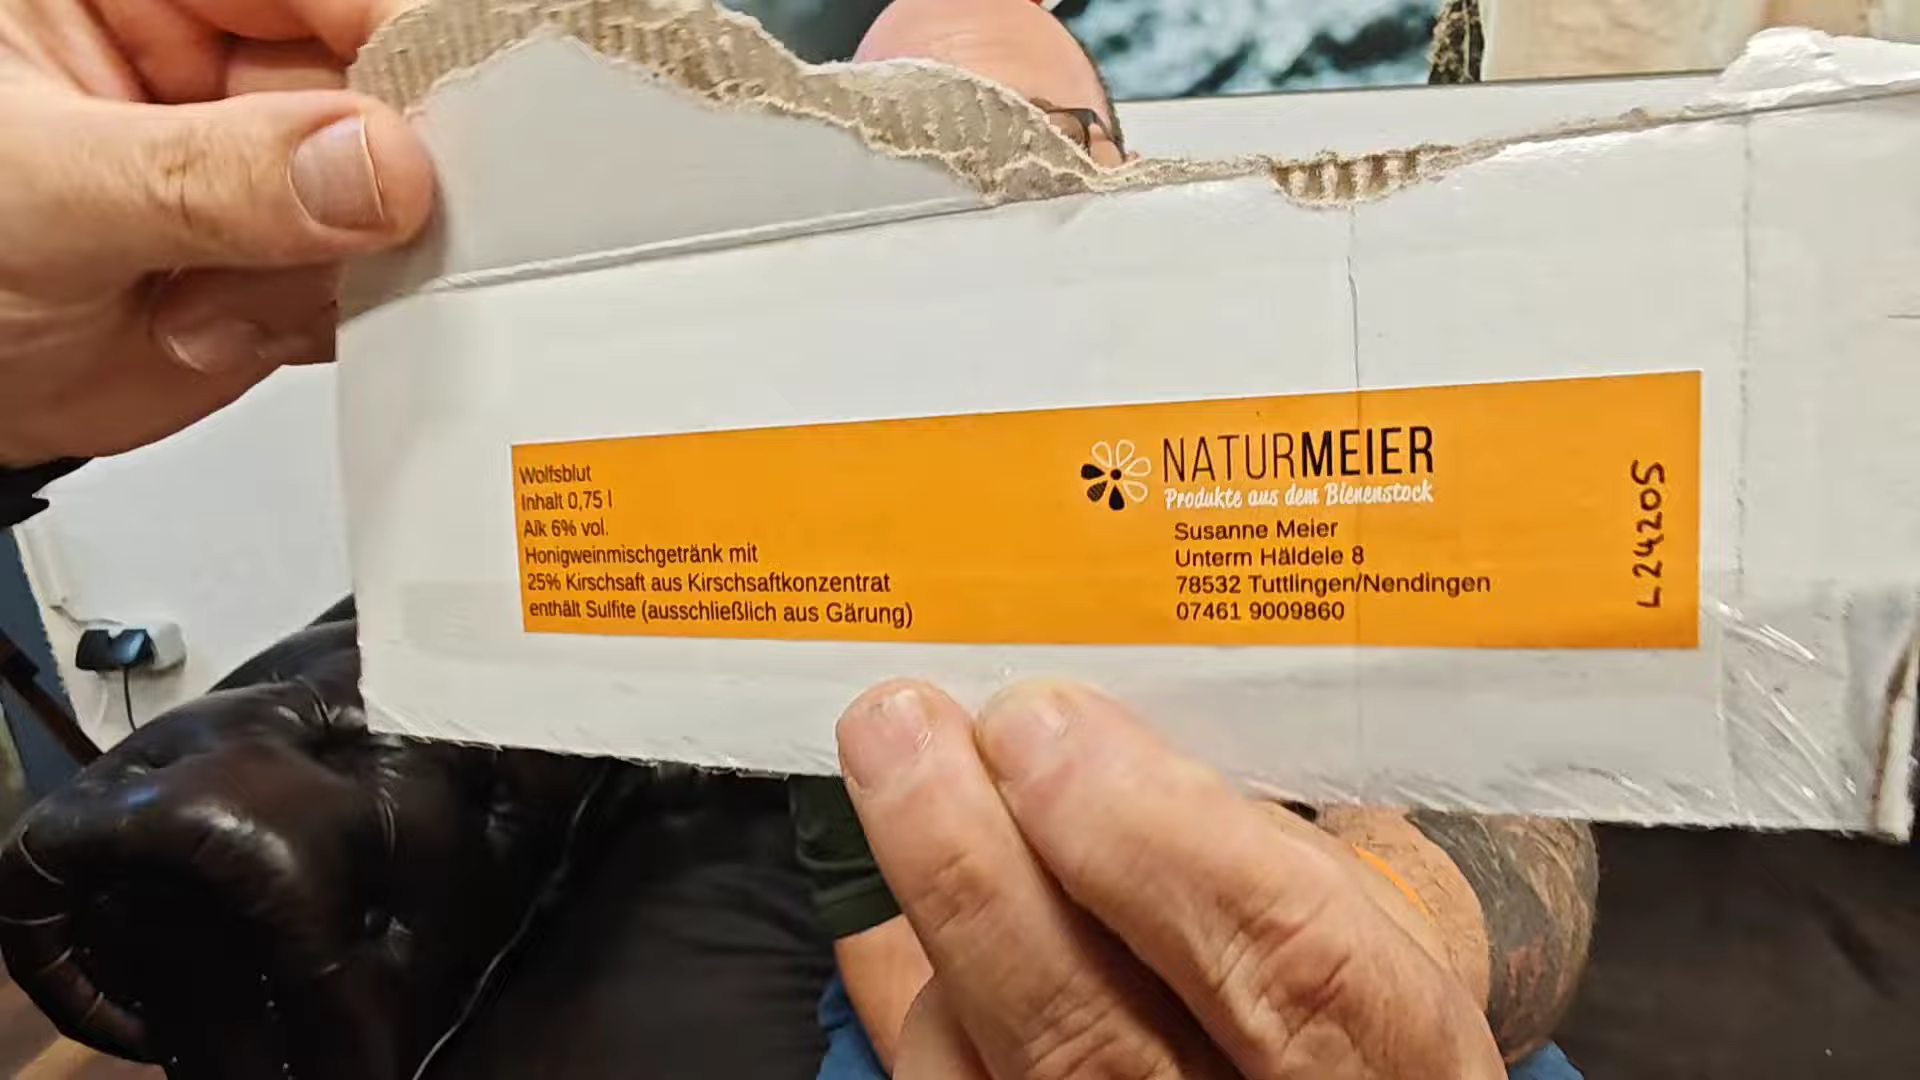 Wolfsblut
Inhalt 0,75 l
Alk 6% vol.
Honigweinmischgetränk mit
25% Kirschsaft aus Kirschsaftkonzentrat
enthält Sulfite (ausschließlich aus Gärung)
NATURMEIER
Produkte aus dem Bienenstock
Susanne Meier
Unterm Häldele 8
78532 Tuttlingen/Nendingen
07461 9009860
L2420S